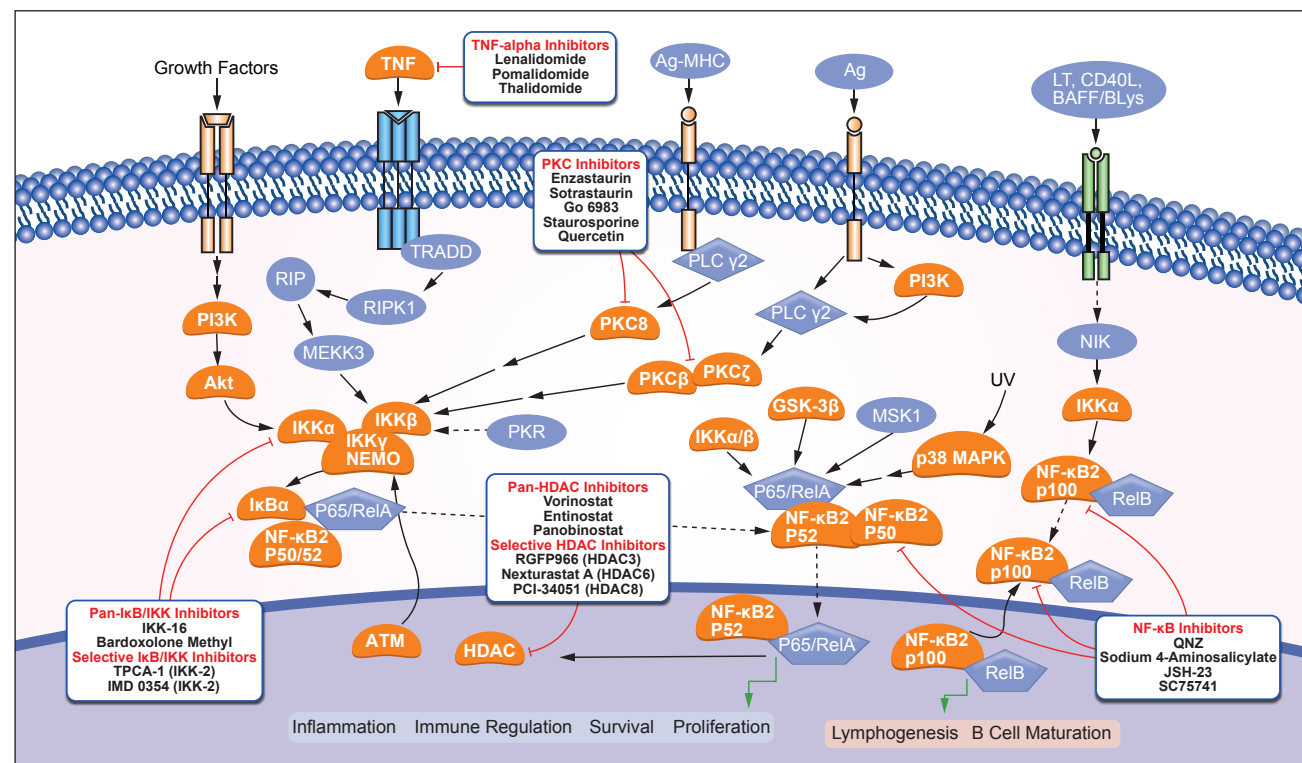 Growth Factors
TNF
TNF-alpha Inhibitors
Lenalidomide
Pomalidomide
Thalidomide
Ag-MHC
Ag
LT, CD40L,
BAFF/BLys
PKC Inhibitors
Enzastaurin
Sotrastaurin
Go 6983
Staurosporine
Quercetin
TRADD
PLC γ2
RIP
RIPK1
PI3K
PI3K
PKC8
PLC γ2
NIK
MEKK3
Akt
PKCβ
PKCζ
UV
IKKα
IKKβ
IKKγ
NEMO
PKR
GSK-3β
MSK1
IKKα
IKKα/β
p38 MAPK
NF-κB2
p100
RelB
P65/RelA
IκBα
P65/RelA
NF-κB2
P50/52
Pan-HDAC Inhibitors
Vorinostat
Entinostat
Panobinostat
Selective HDAC Inhibitors
RGFP966 (HDAC3)
Nexturastat A (HDAC6)
PCI-34051 (HDAC8)
NF-κB2
P52
NF-κB2
P50
NF-κB2
p100
RelB
Pan-IκB/IKK Inhibitors
IKK-16
Bardoxolone Methyl
Selective IκB/IKK Inhibitors
TPCA-1 (IKK-2)
IMD 0354 (IKK-2)
ATM
HDAC
NF-κB2
P52
P65/RelA
NF-κB2
p100
RelB
NF-κB Inhibitors
QNZ
Sodium 4-Aminosalicylate
JSH-23
SC75741
Inflammation Immune Regulation Survival Proliferation
Lymphogenesis B Cell Maturation